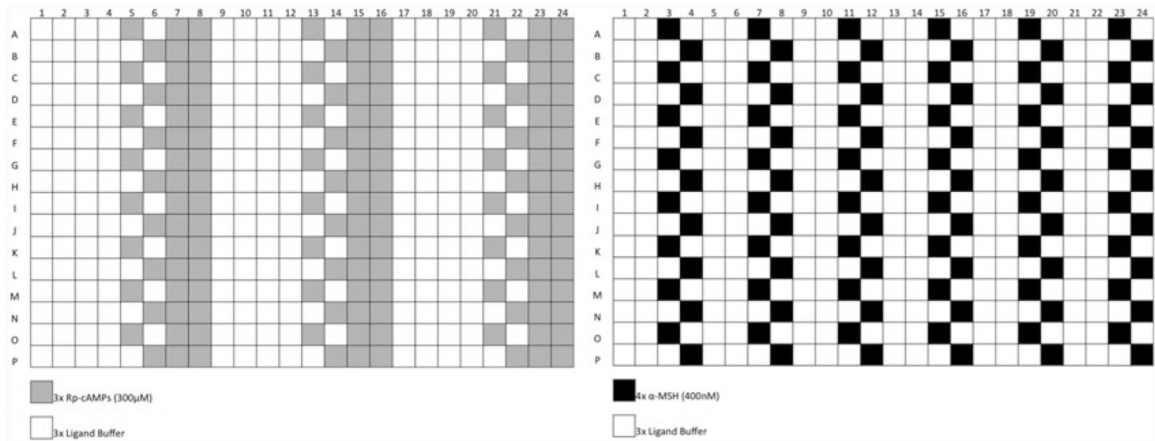 1 2 3 4 5 6 7 8 9 10 11 12 13 14 15 16 17 18 19 20 21 22 23 24
A
B
C
D
E
F
G
H
I
J
K
L
M
N
O
P
3x Rp-cAMPs (300µM)
3x Ligand Buffer
1 2 3 4 5 6 7 8 9 10 11 12 13 14 15 16 17 18 19 20 21 22 23 24
A
B
C
D
E
F
G
H
I
J
K
L
M
N
O
P
4x α-MSH (400nM)
3x Ligand Buffer